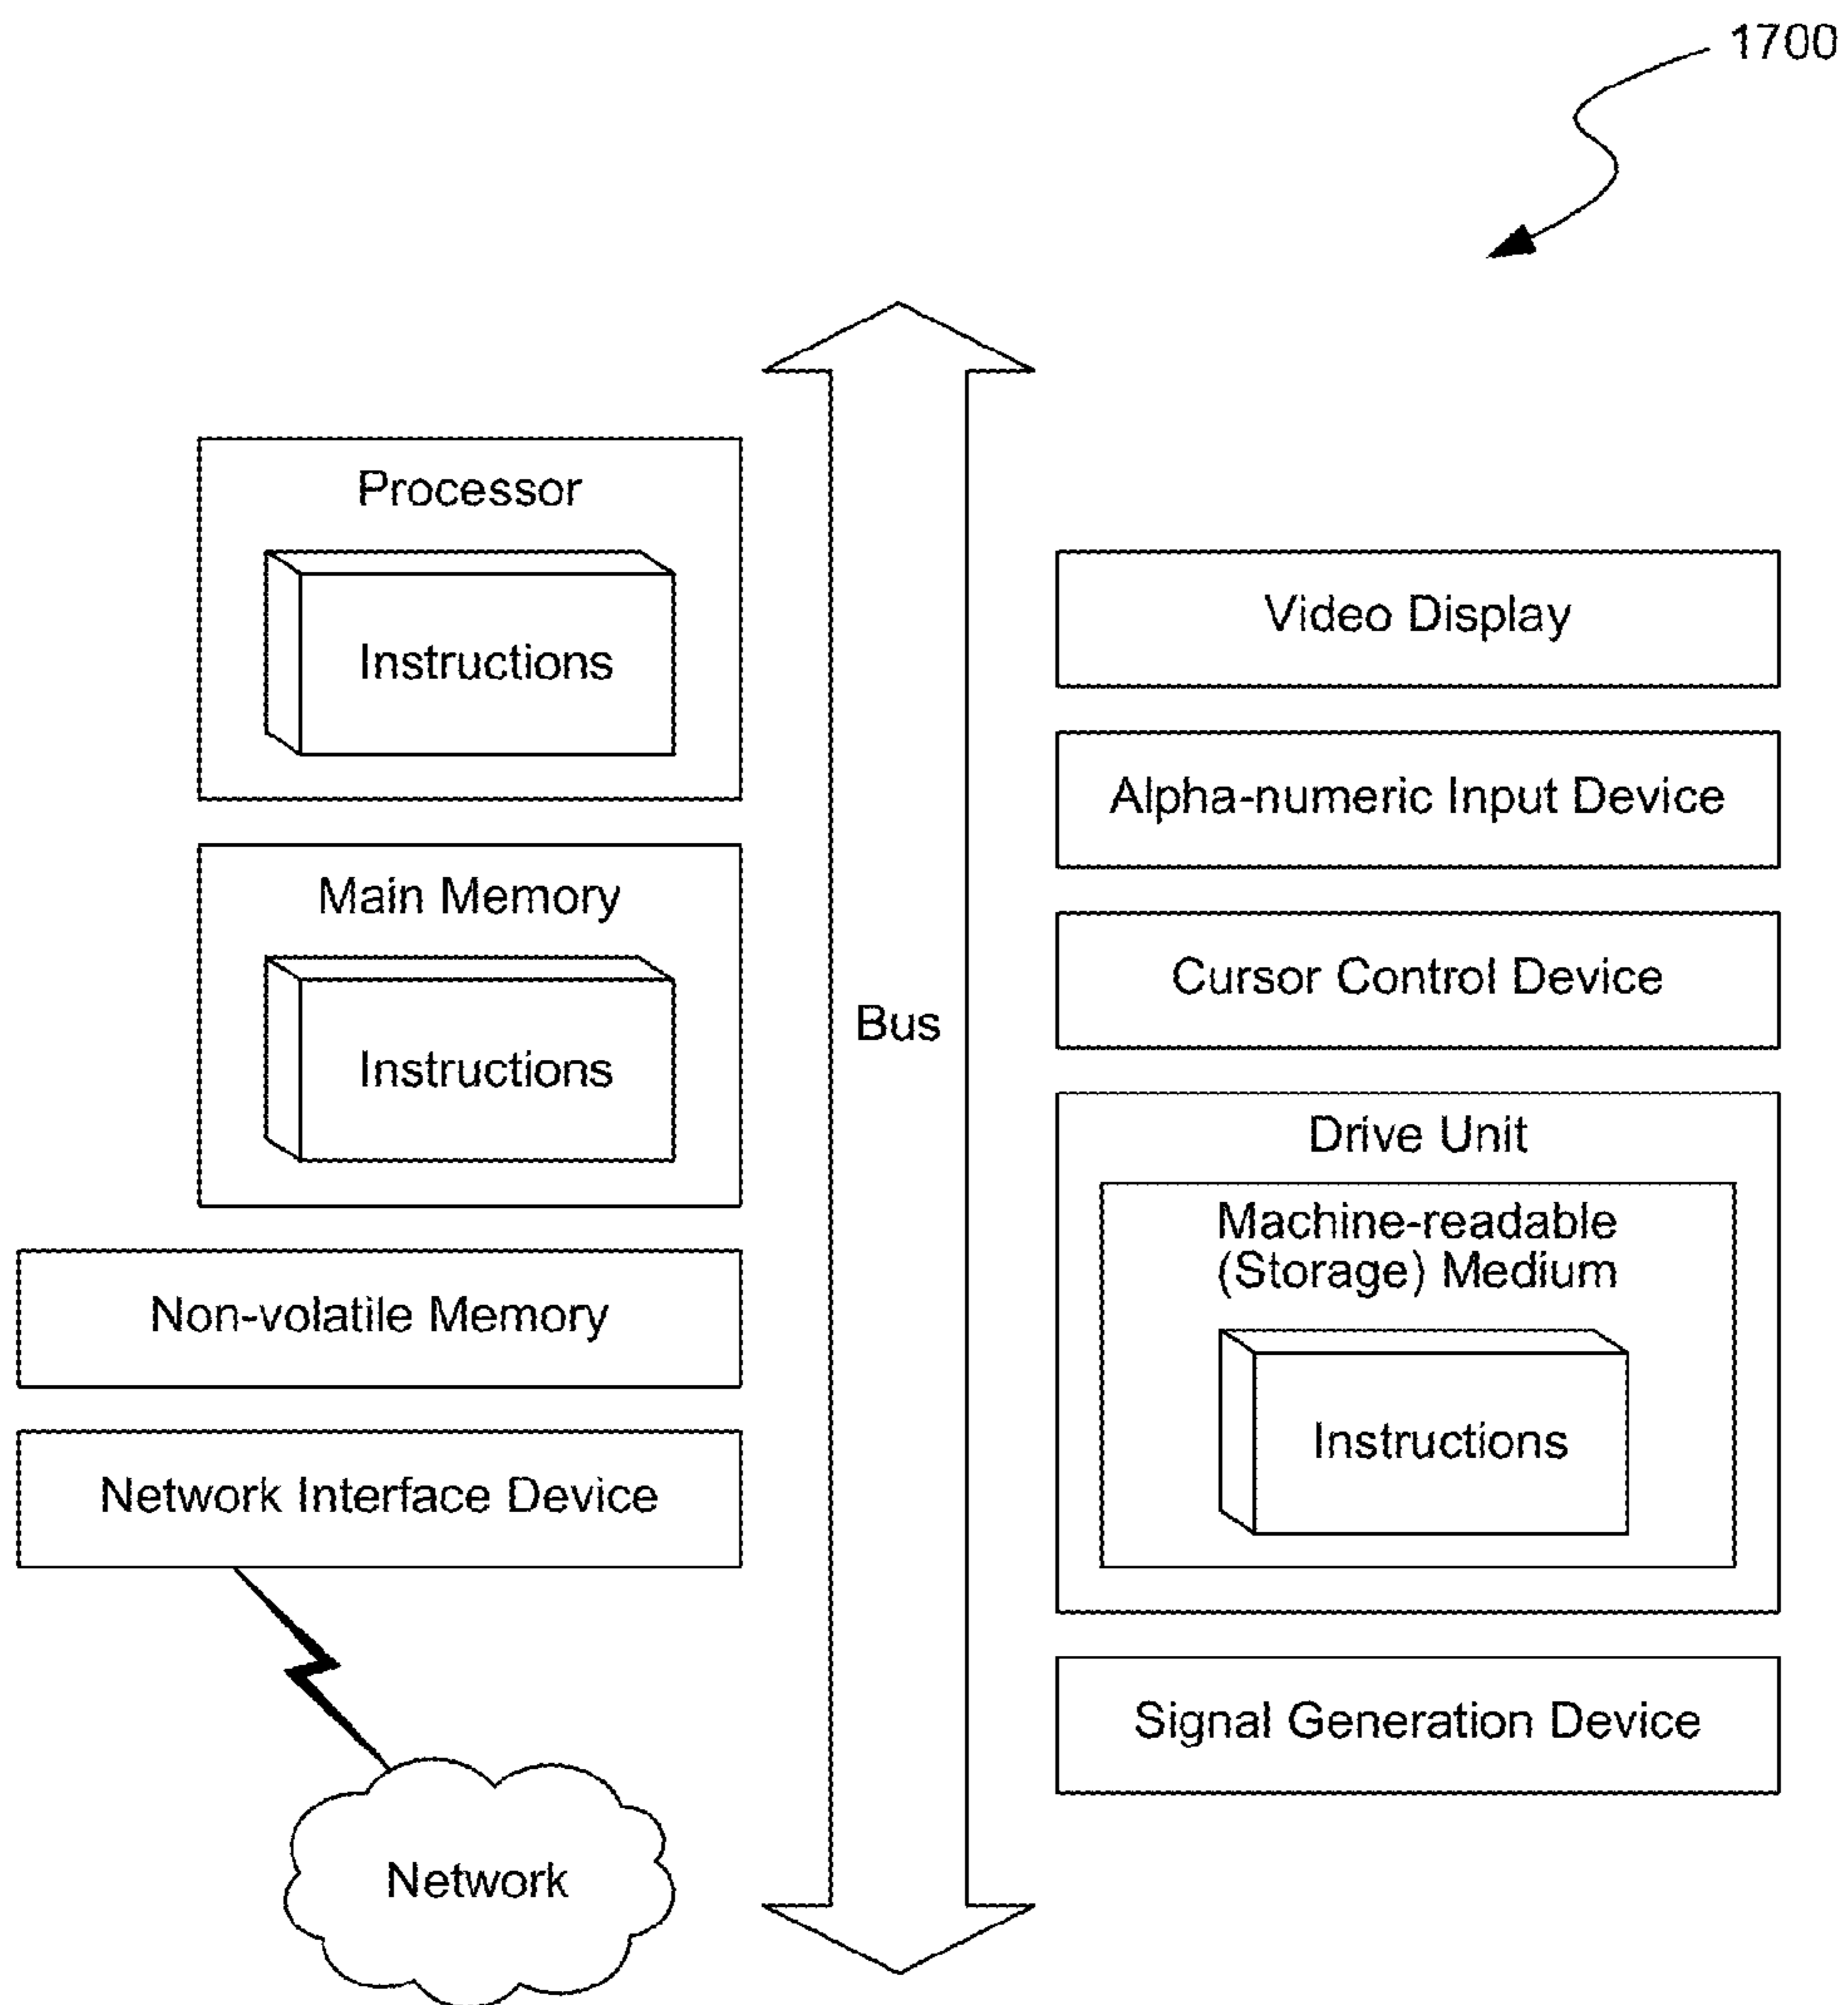 1700
Processor
Instructions
Main Memory
Instructions
Non-volatile Memory
Network Interface Device
Network
Bus
Video Display
Alpha-numeric Input Device
Cursor Control Device
Drive Unit
Machine-readable
(Storage) Medium
Instructions
Signal Generation Device